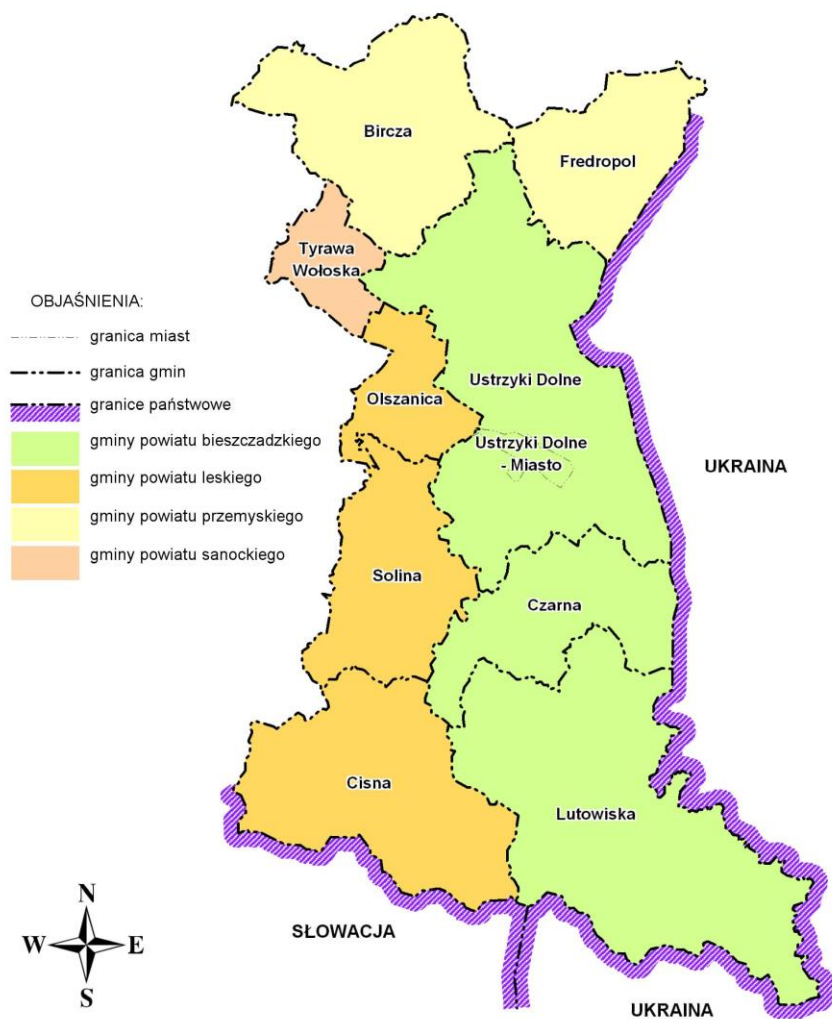 Bircza
Fredropol
Tyrawa
Wołoska
OBJAŚNIENIA:
granica miast
granica gmin
granice państwowe
gminy powiatu bieszczadzkiego
gminy powiatu leskiego
gminy powiatu przemyskiego
gminy powiatu sanockiego
Olszanica
Ustrzyki Dolne
Ustrzyki Dolne
- Miasto
UKRAINA
Solina
Czarna
Cisna
Lutowiska
N
W E
S
SŁOWACJA
UKRAINA